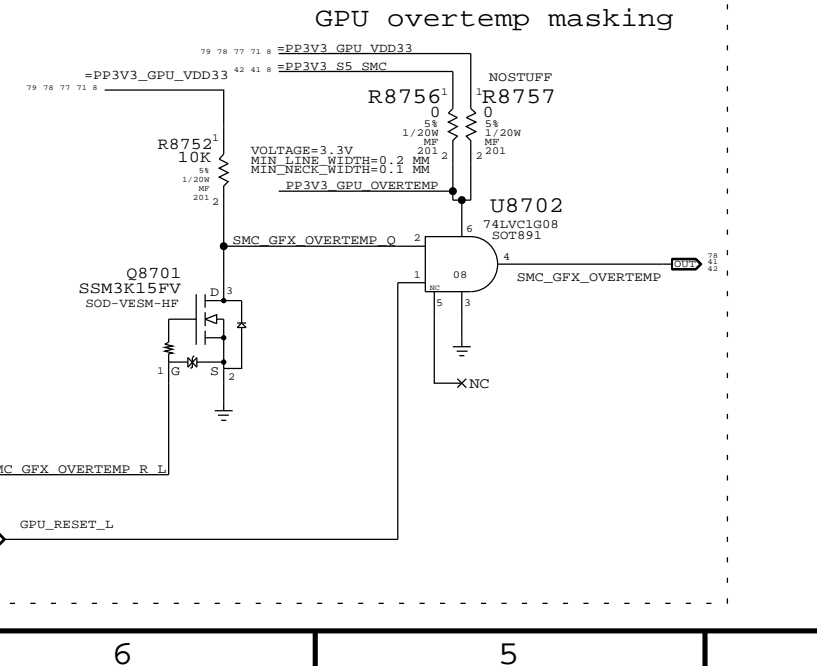 GPU overtemp masking
79 78 77 71 8 =PP3V3_GPU_VDD33
42 41 8 =PP3V3_S5_SMC
=PP3V3_GPU_VDD33
79 78 77 71 8
NOSTUFF
R8756 1
0
5%
1/20W
MF
201
2
1 R8757
0
5%
1/20W
MF
201
2
R8752 1
10K
5%
1/20W
MF
201
2
VOLTAGE=3.3V
MIN_LINE_WIDTH=0.2 MM
MIN_NECK_WIDTH=0.1 MM
PP3V3_GPU_OVERTEMP
U8702
74LVC1G08
SOT891
6
SMC_GFX_OVERTEMP_Q 2
4
1
08
NC
5 3
SMC_GFX_OVERTEMP
OUT
78
41
42
Q8701
SSM3K15FV
SOD-VESM-HF
D 3
1 G S 2
NC
MC_GFX_OVERTEMP_R_L
GPU_RESET_L
6 5